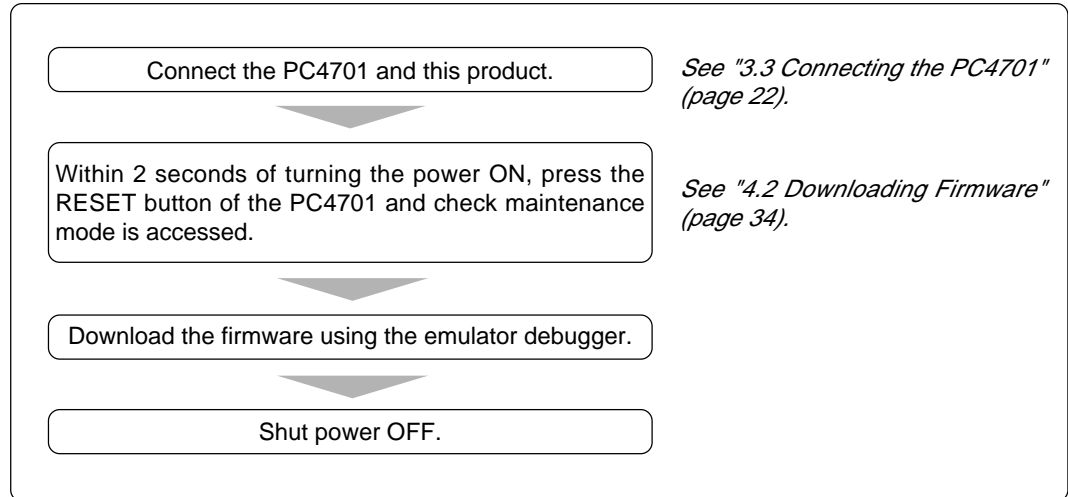 Connect the PC4701 and this product.
See "3.3 Connecting the PC4701"
(page 22).
Within 2 seconds of turning the power ON, press the
RESET button of the PC4701 and check maintenance
mode is accessed.
See "4.2 Downloading Firmware"
(page 34).
Download the firmware using the emulator debugger.
Shut power OFF.